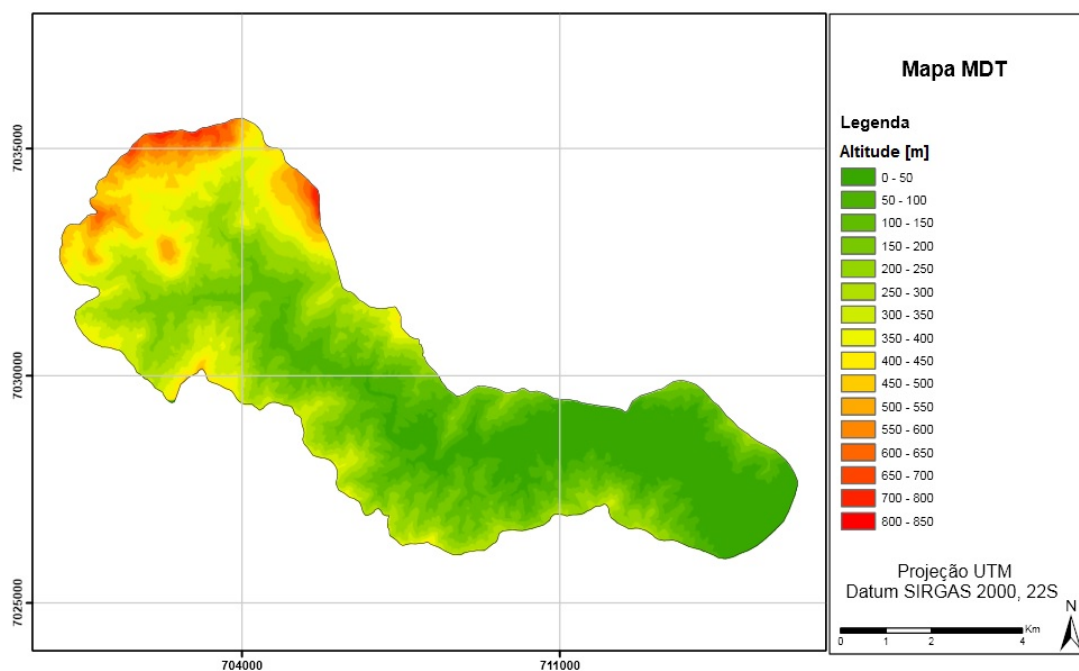 7035000
7030000
7025000
704000
711000
Mapa MDT
Legenda
Altitude [m]
0 - 50
50 - 100
100 - 150
150 - 200
200 - 250
250 - 300
300 - 350
350 - 400
400 - 450
450 - 500
500 - 550
550 - 600
600 - 650
650 - 700
700 - 800
800 - 850
Projeção UTM
Datum SIRGAS 2000, 22S
N
Km
0 1 2 4